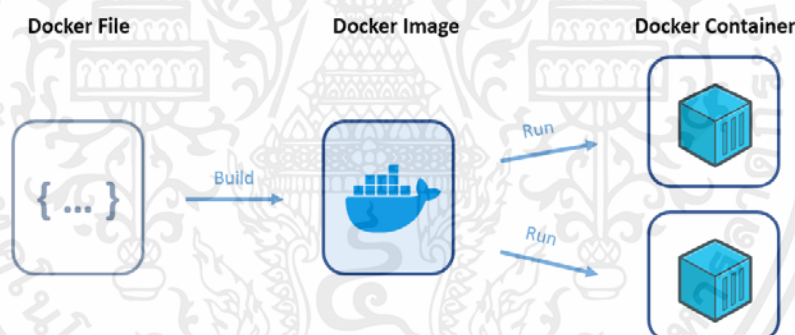 Docker File
Docker Image
Docker Container
{ ... }
Build
Run
Run